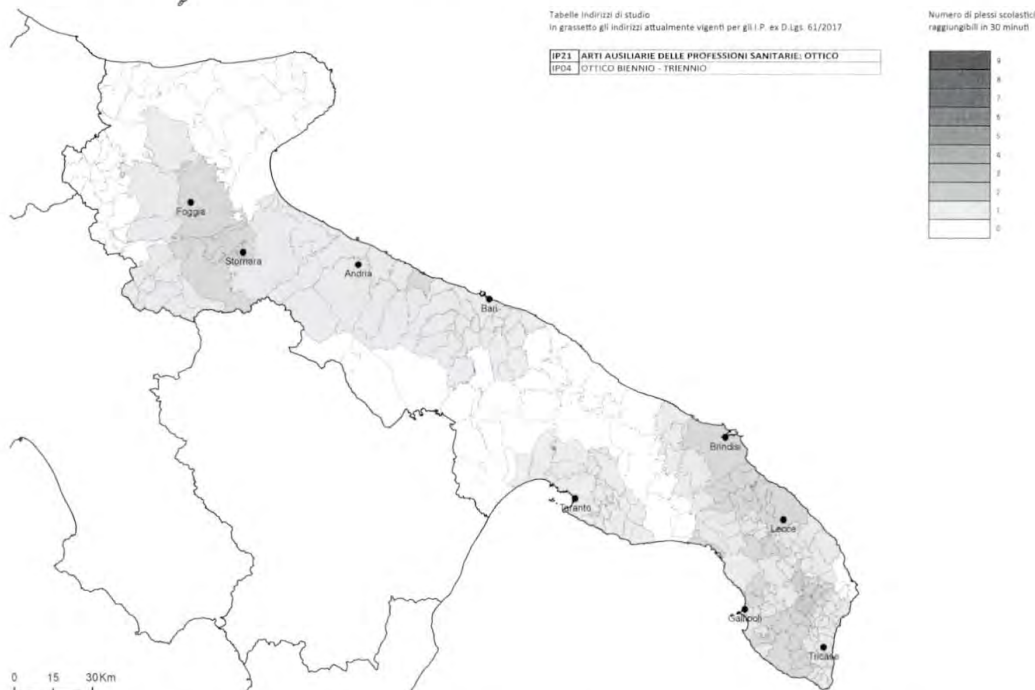 Tabelle Indirizzi di studio
In grassetto gli indirizzi attualmente vigenti per gli I.P. ex D.Lgs. 61/2017
IP21 ARTI AUSILIARIE DELLE PROFESSIONI SANITARIE: OTTICO
IP04 OTTICO BIENNIO - TRIENNIO
Numero di plessi scolastici
raggiungibili in 30 minuti
9
8
7
6
5
4
3
2
1
0
Foggia
Stornara
Andria
Bari
Brindisi
Taranto
Lecce
Gallipoli
Tricase
0 15 30Km